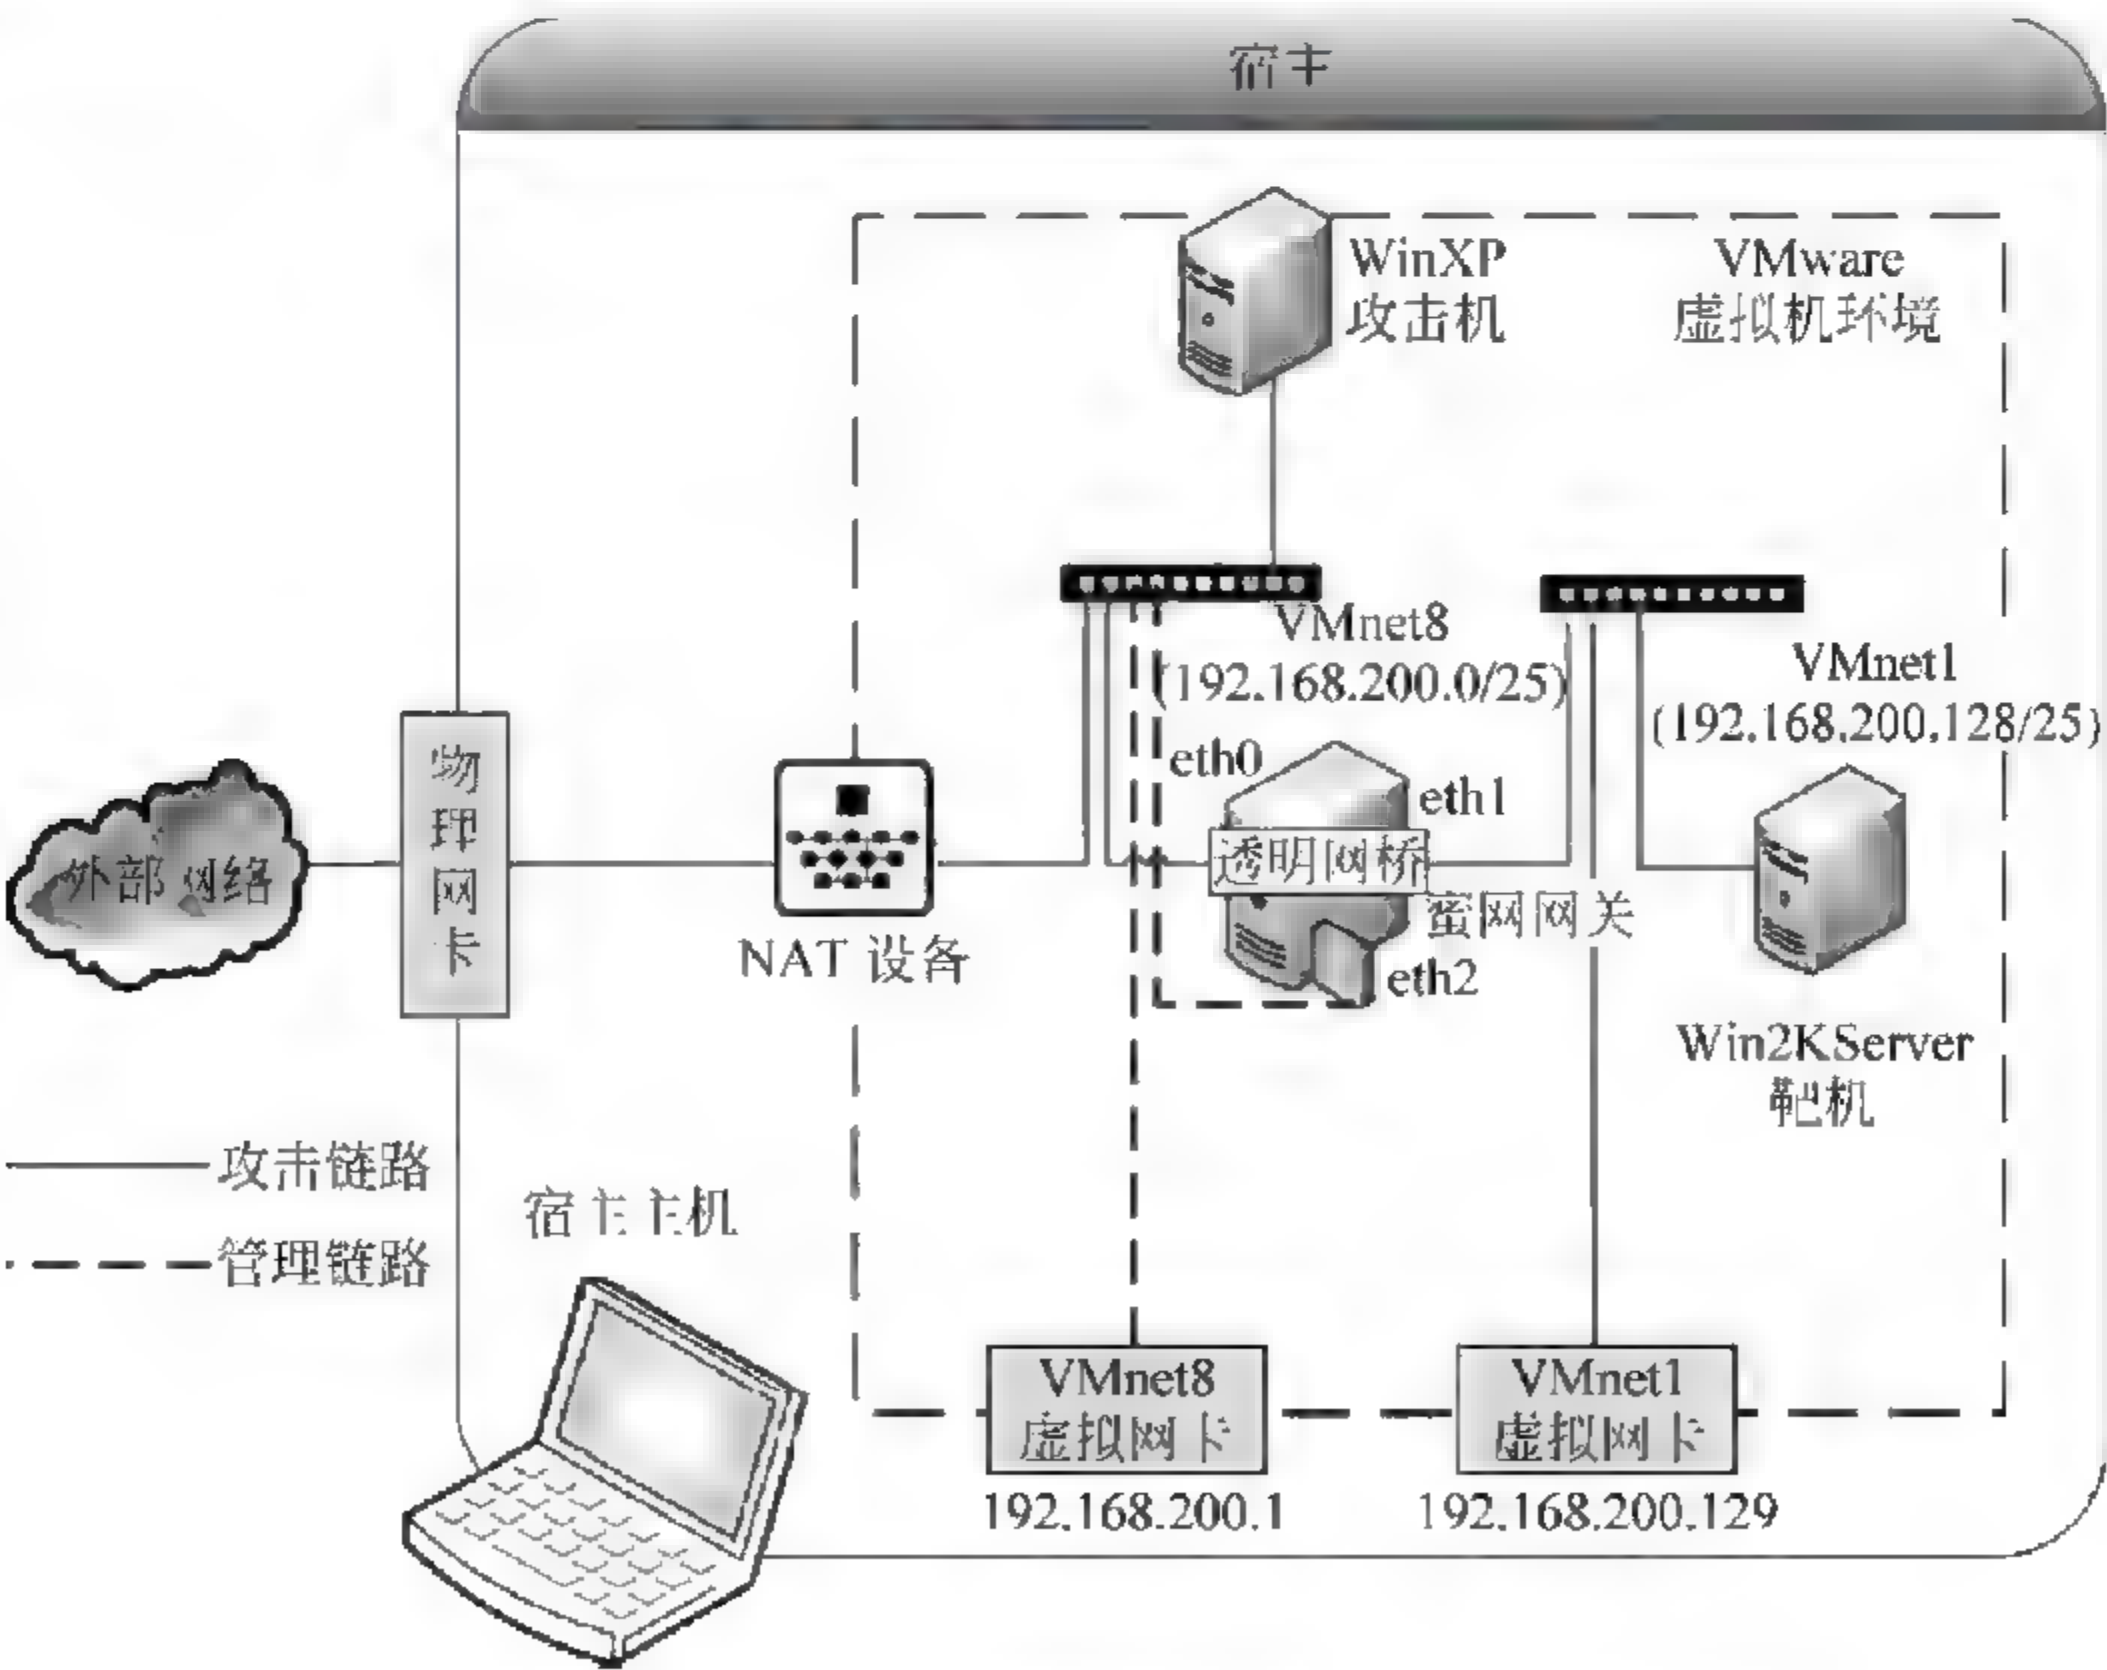 宿主
WinXP
攻击机
VMware
虚拟机环境
VMnet8
(192.168.200.0/25)
VMnet1
(192.168.200.128/25)
物理网卡
外部网络
NAT 设备
eth0
eth1
透明网桥
蜜网网关
eth2
Win2KServer
靶机
攻击链路
管理链路
宿主主机
VMnet8
虚拟网卡
192.168.200.1
VMnet1
虚拟网卡
192.168.200.129